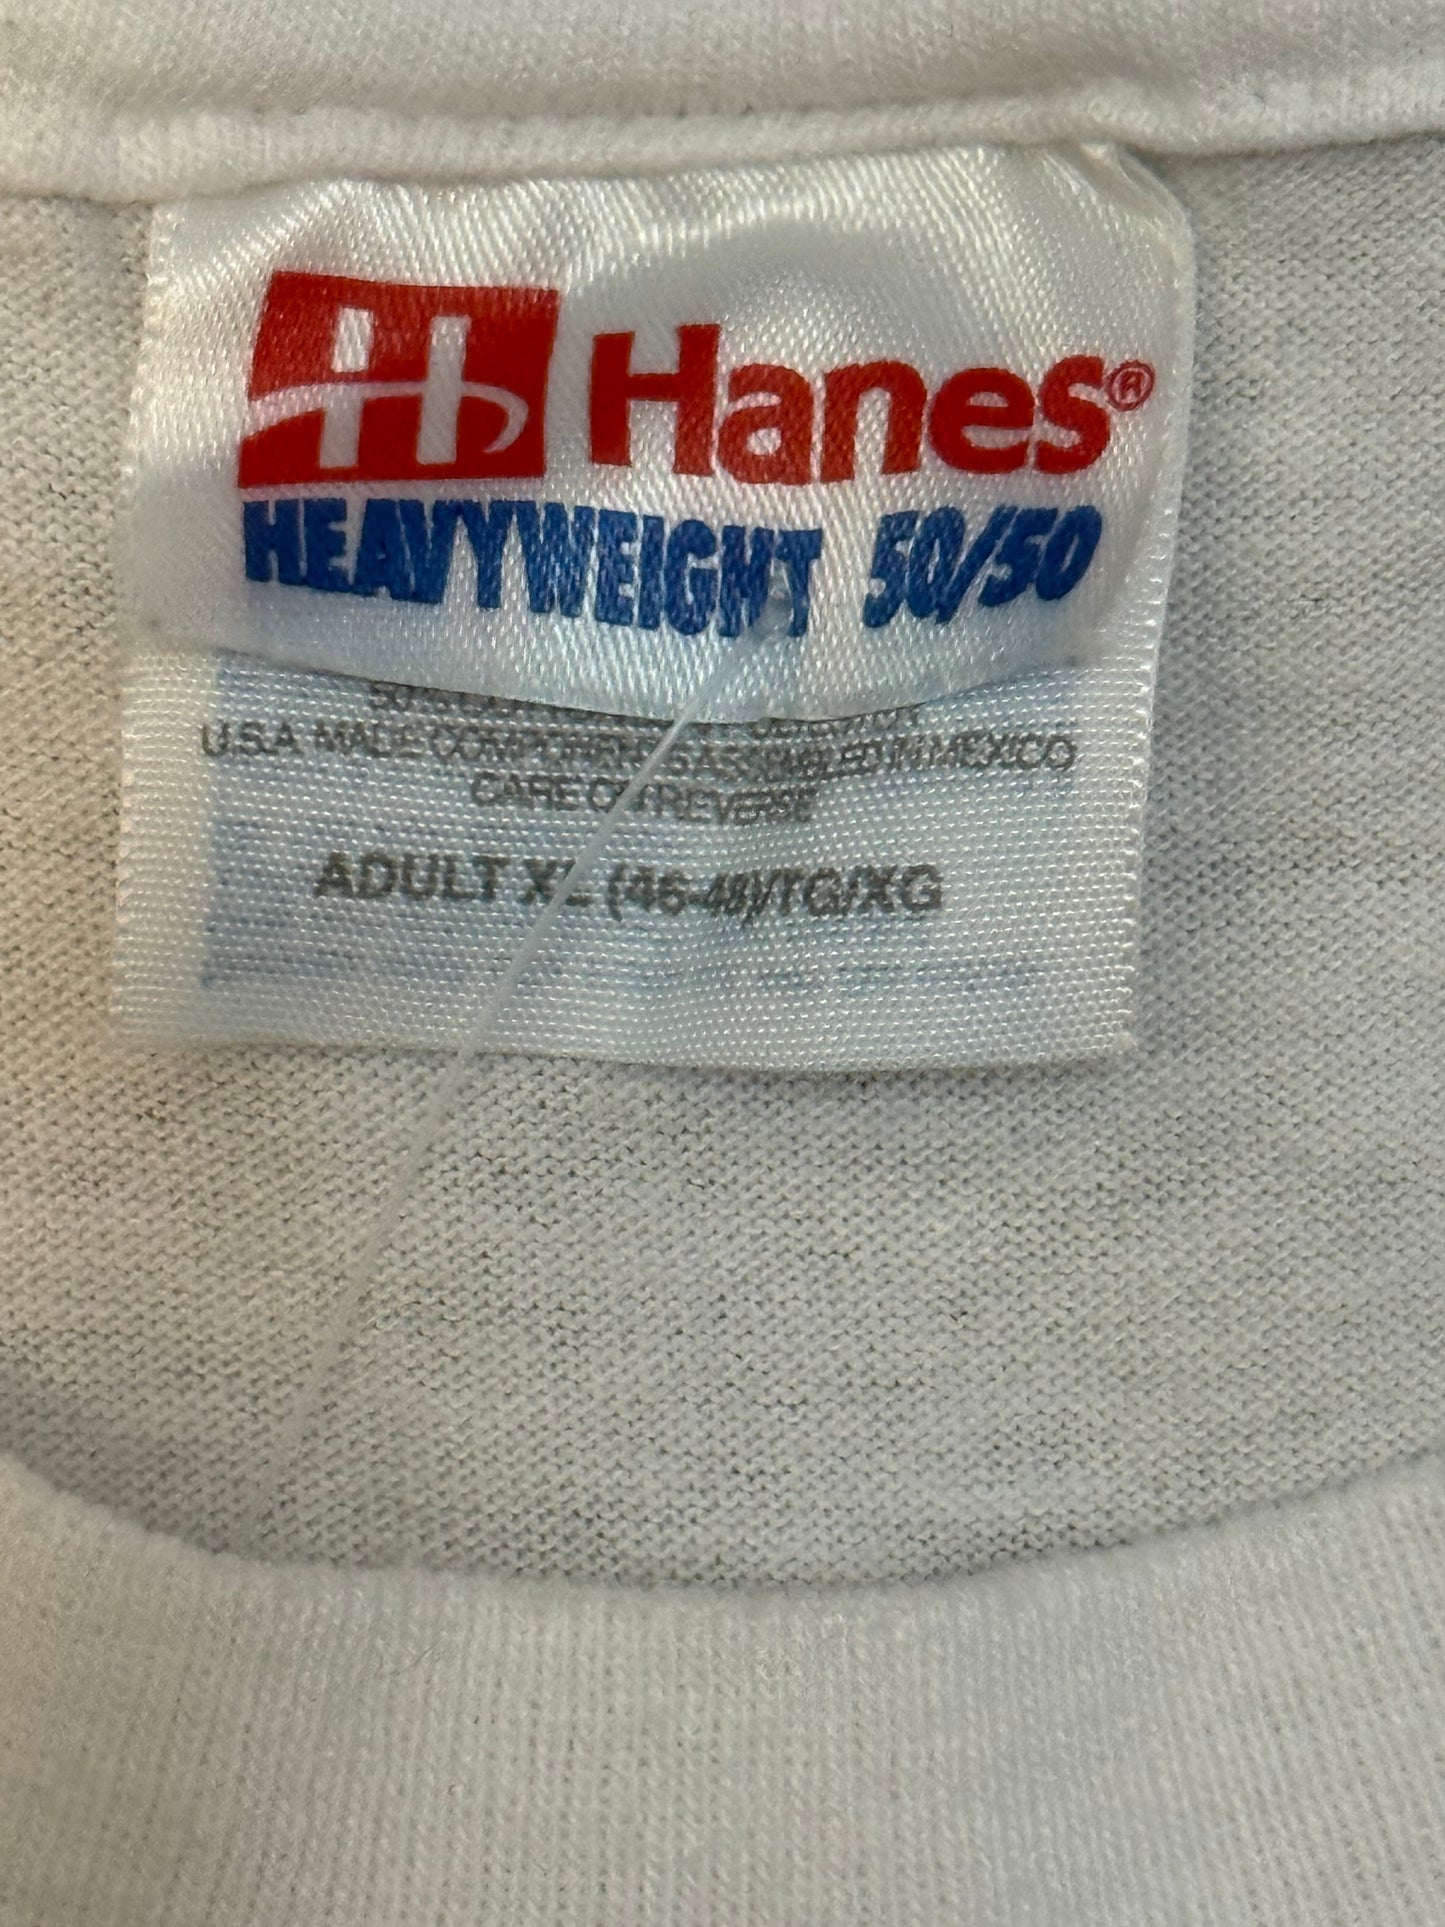 Hanes®
HEAVYWEIGHT 50/50
U.S.A. MADE COMPONENTS ASSEMBLED IN MEXICO
CARE ON REVERSE
ADULT XL (46-48)/TG/XG